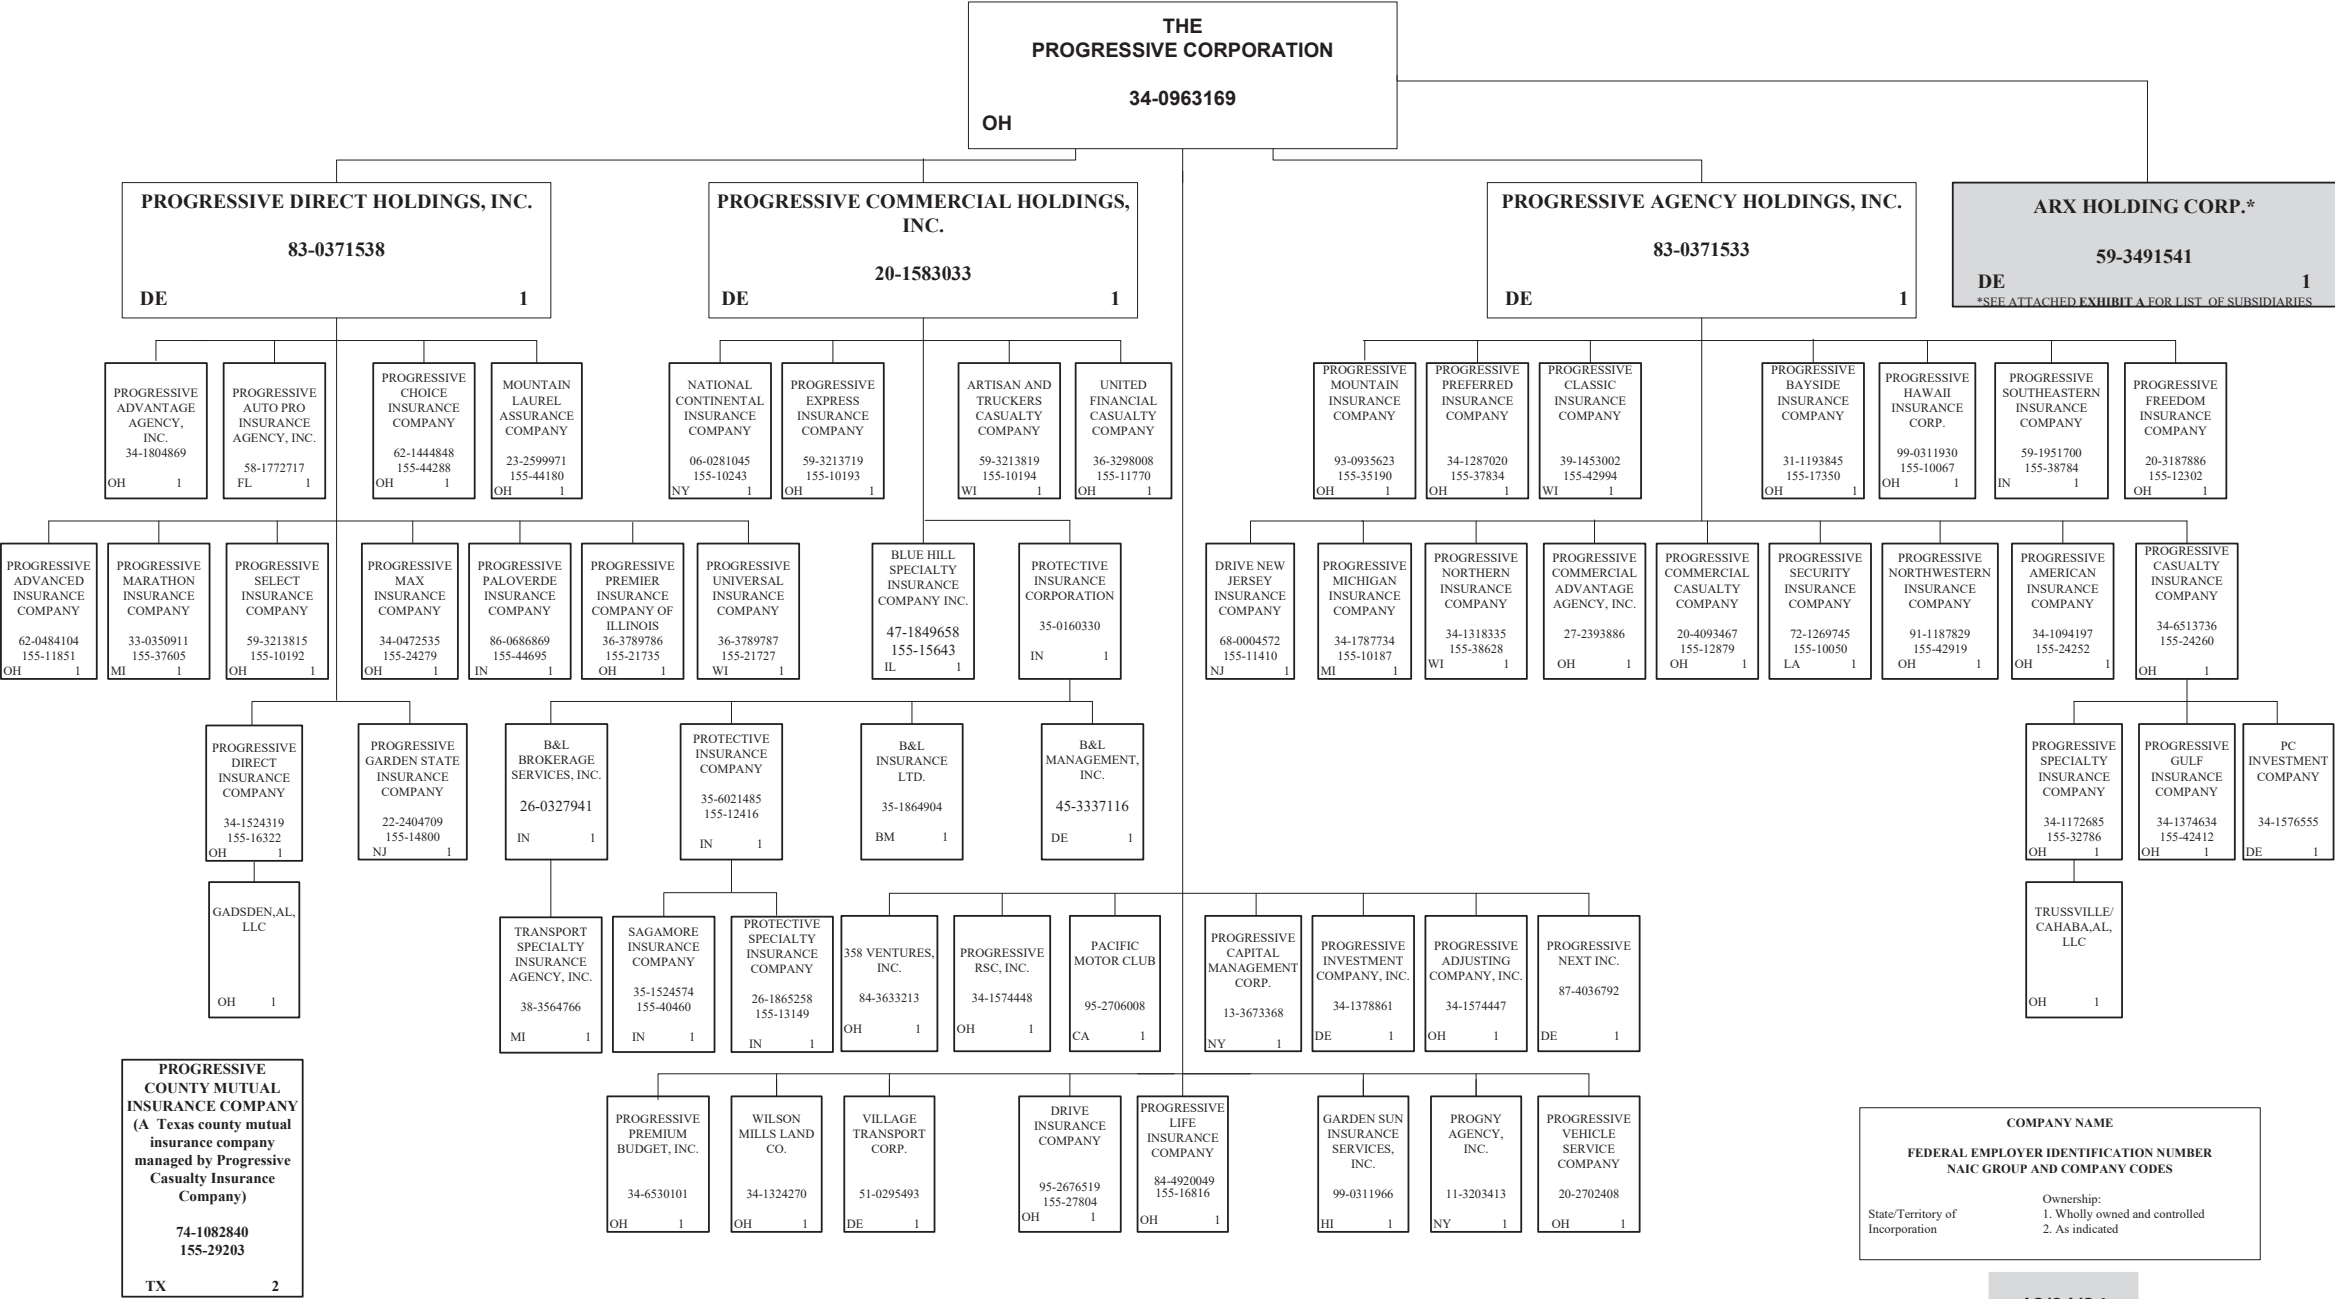 THE
PROGRESSIVE CORPORATION
34-0963169
OH
PROGRESSIVE DIRECT HOLDINGS, INC.
83-0371538
DE 1
PROGRESSIVE COMMERCIAL HOLDINGS,
INC.
20-1583033
DE 1
PROGRESSIVE AGENCY HOLDINGS, INC.
83-0371533
DE 1
ARX HOLDING CORP.*
59-3491541
DE 1
*SEE ATTACHED EXHIBIT A FOR LIST OF SUBSIDIARIES
PROGRESSIVE
ADVANTAGE
AGENCY,
INC.
34-1804869
OH 1
PROGRESSIVE
AUTO PRO
INSURANCE
AGENCY, INC.
58-1772717
FL 1
PROGRESSIVE
CHOICE
INSURANCE
COMPANY
62-1444848
155-44288
OH 1
MOUNTAIN
LAUREL
ASSURANCE
COMPANY
23-2599971
155-44180
OH 1
NATIONAL
CONTINENTAL
INSURANCE
COMPANY
06-0281045
155-10243
NY 1
PROGRESSIVE
EXPRESS
INSURANCE
COMPANY
59-3213719
155-10193
OH 1
ARTISAN AND
TRUCKERS
CASUALTY
COMPANY
59-3213819
155-10194
WI 1
UNITED
FINANCIAL
CASUALTY
COMPANY
36-3298008
155-11770
OH 1
PROGRESSIVE
MOUNTAIN
INSURANCE
COMPANY
93-0935623
155-35190
OH 1
PROGRESSIVE
PREFERRED
INSURANCE
COMPANY
34-1287020
155-37834
OH 1
PROGRESSIVE
CLASSIC
INSURANCE
COMPANY
39-1453002
155-42994
WI 1
PROGRESSIVE
BAYSIDE
INSURANCE
COMPANY
31-1193845
155-17350
OH 1
PROGRESSIVE
HAWAII
INSURANCE
CORP.
99-0311930
155-10067
OH 1
PROGRESSIVE
SOUTHEASTERN
INSURANCE
COMPANY
59-1951700
155-38784
IN 1
PROGRESSIVE
FREEDOM
INSURANCE
COMPANY
20-3187886
155-12302
OH 1
PROGRESSIVE
ADVANCED
INSURANCE
COMPANY
62-0484104
155-11851
OH 1
PROGRESSIVE
MARATHON
INSURANCE
COMPANY
33-0350911
155-37605
MI 1
PROGRESSIVE
SELECT
INSURANCE
COMPANY
59-3213815
155-10192
OH 1
PROGRESSIVE
MAX
INSURANCE
COMPANY
34-0472535
155-24279
OH 1
PROGRESSIVE
PALOVERDE
INSURANCE
COMPANY
86-0686869
155-44695
IN 1
PROGRESSIVE
PREMIER
INSURANCE
COMPANY OF
ILLINOIS
36-3789786
155-21735
OH 1
PROGRESSIVE
UNIVERSAL
INSURANCE
COMPANY
36-3789787
155-21727
WI 1
BLUE HILL
SPECIALTY
INSURANCE
COMPANY INC.
47-1849658
155-15643
IL 1
PROTECTIVE
INSURANCE
CORPORATION
35-0160330
IN 1
DRIVE NEW
JERSEY
INSURANCE
COMPANY
68-0004572
155-11410
NJ 1
PROGRESSIVE
MICHIGAN
INSURANCE
COMPANY
34-1787734
155-10187
MI 1
PROGRESSIVE
NORTHERN
INSURANCE
COMPANY
34-1318335
155-38628
WI 1
PROGRESSIVE
COMMERCIAL
ADVANTAGE
AGENCY, INC.
27-2393886
OH 1
PROGRESSIVE
COMMERCIAL
CASUALTY
COMPANY
20-4093467
155-12879
OH 1
PROGRESSIVE
SECURITY
INSURANCE
COMPANY
72-1269745
155-10050
LA 1
PROGRESSIVE
NORTHWESTERN
INSURANCE
COMPANY
91-1187829
155-42919
OH 1
PROGRESSIVE
AMERICAN
INSURANCE
COMPANY
34-1094197
155-24252
OH 1
PROGRESSIVE
CASUALTY
INSURANCE
COMPANY
34-6513736
155-24260
OH 1
PROGRESSIVE
DIRECT
INSURANCE
COMPANY
34-1524319
155-16322
OH 1
PROGRESSIVE
GARDEN STATE
INSURANCE
COMPANY
22-2404709
155-14800
NJ 1
B&L
BROKERAGE
SERVICES, INC.
26-0327941
IN 1
PROTECTIVE
INSURANCE
COMPANY
35-6021485
155-12416
IN 1
B&L
INSURANCE
LTD.
35-1864904
BM 1
B&L
MANAGEMENT,
INC.
45-3337116
DE 1
PROGRESSIVE
SPECIALTY
INSURANCE
COMPANY
34-1172685
155-32786
OH 1
PROGRESSIVE
GULF
INSURANCE
COMPANY
34-1374634
155-42412
OH 1
PC
INVESTMENT
COMPANY
34-1576555
DE 1
GADSDEN,AL,
LLC
OH 1
TRANSPORT
SPECIALTY
INSURANCE
AGENCY, INC.
38-3564766
MI 1
SAGAMORE
INSURANCE
COMPANY
35-1524574
155-40460
IN 1
PROTECTIVE
SPECIALTY
INSURANCE
COMPANY
26-1865258
155-13149
IN 1
358 VENTURES,
INC.
84-3633213
OH 1
PROGRESSIVE
RSC, INC.
34-1574448
OH 1
PACIFIC
MOTOR CLUB
95-2706008
CA 1
PROGRESSIVE
CAPITAL
MANAGEMENT
CORP.
13-3673368
NY 1
PROGRESSIVE
INVESTMENT
COMPANY, INC.
34-1378861
DE 1
PROGRESSIVE
ADJUSTING
COMPANY, INC.
34-1574447
OH 1
PROGRESSIVE
NEXT INC.
87-4036792
DE 1
TRUSSVILLE/
CAHABA,AL,
LLC
OH 1
PROGRESSIVE
COUNTY MUTUAL
INSURANCE COMPANY
(A Texas county mutual
insurance company
managed by Progressive
Casualty Insurance
Company)
74-1082840
155-29203
TX 2
PROGRESSIVE
PREMIUM
BUDGET, INC.
34-6530101
OH 1
WILSON
MILLS LAND
CO.
34-1324270
OH 1
VILLAGE
TRANSPORT
CORP.
51-0295493
DE 1
DRIVE
INSURANCE
COMPANY
95-2676519
155-27804
OH 1
PROGRESSIVE
LIFE
INSURANCE
COMPANY
84-4920049
155-16816
OH 1
GARDEN SUN
INSURANCE
SERVICES,
INC.
99-0311966
HI 1
PROGNY
AGENCY,
INC.
11-3203413
NY 1
PROGRESSIVE
VEHICLE
SERVICE
COMPANY
20-2702408
OH 1
COMPANY NAME
FEDERAL EMPLOYER IDENTIFICATION NUMBER
NAIC GROUP AND COMPANY CODES
Ownership:
State/Territory of 1. Wholly owned and controlled
Incorporation 2. As indicated